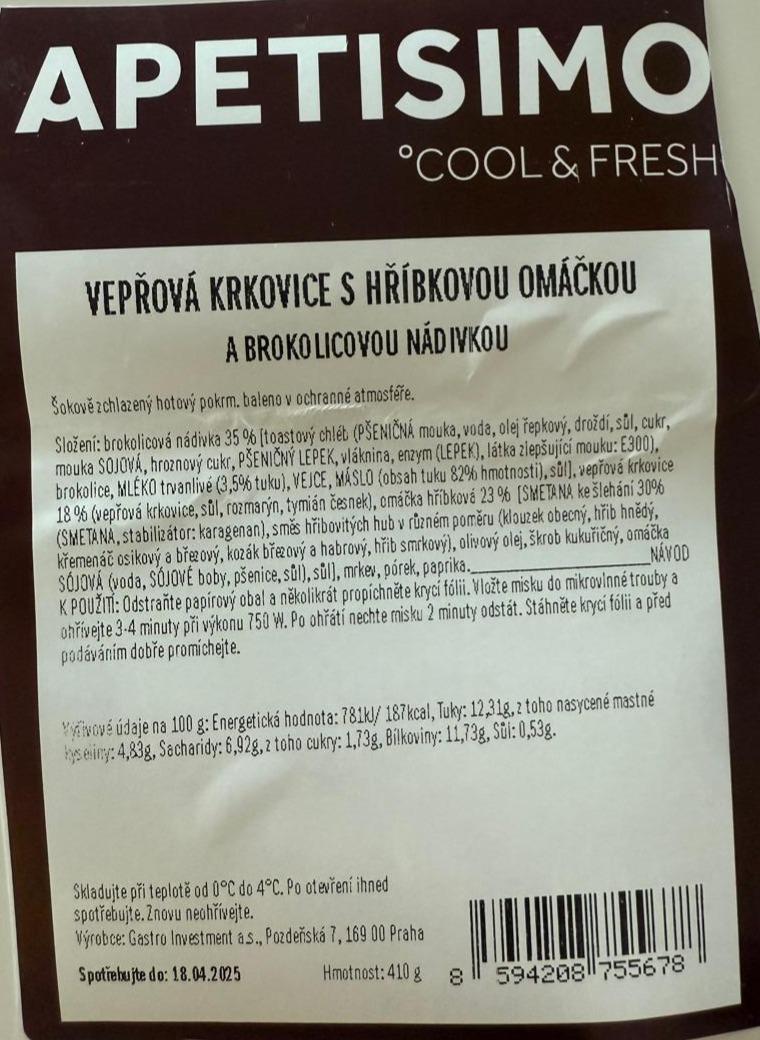 APETISIMO
°COOL & FRESH
VEPŘOVÁ KRKOVICE S HŘÍBKOVOU OMÁČKOU
A BROKOLICOVOU NÁDIVKOU
Šokově zchlazený hotový pokrm. baleno v ochranné atmosféře.
Složení: brokolicová nádivka 35 % [toastový chléb (PŠENIČNÁ mouka, voda, olej řepkový, droždí, sůl, cukr,
mouka SOJOVÁ, hroznový cukr, PŠENIČNÝ LEPEK, vláknina, enzym (LEPEK), látka zlepšující mouku: E300),
brokolice, MLÉKO trvanlivé (3,5% tuku), VEJCE, MÁSLO (obsah tuku 82% hmotnosti), sůl], vepřová krkovice
18 % (vepřová krkovice, sůl, rozmarýn, tymián česnek), omáčka hříbková 23 % [SMETANA ke šlehání 30%
(SMETANA, stabilizátor: karagenan), směs hřibovitých hub v různém poměru (klouzek obecný, hřib hnědý,
křemenáč osikový a březový, kozák březový a habrový, hřib smrkový), olivový olej, škrob kukuřičný, omáčka
SÓJOVÁ (voda, SÓJOVÉ boby, pšenice, sůl), sůl], mrkev, pórek, paprika.____________________NÁVOD
K POUŽITÍ: Odstraňte papírový obal a několikrát propíchněte krycí fólii. Vložte misku do mikrovlnné trouby a
ohřívejte 3-4 minuty při výkonu 750 W. Po ohřátí nechte misku 2 minuty odstát. Stáhněte krycí fólii a před
podáváním dobře promíchejte.
Výživové údaje na 100 g: Energetická hodnota: 781kJ/ 187kcal, Tuky: 12,31g, z toho nasycené mastné
kyseliny: 4,83g, Sacharidy: 6,92g, z toho cukry: 1,73g, Bílkoviny: 11,73g, Sůl: 0,53g.
Skladujte při teplotě od 0°C do 4°C. Po otevření ihned
spotřebujte. Znovu neohřívejte.
Výrobce: Gastro Investment a.s., Pozdeňská 7, 169 00 Praha
Spotřebujte do: 18.04.2025
Hmotnost: 410 g
8 594208 755678